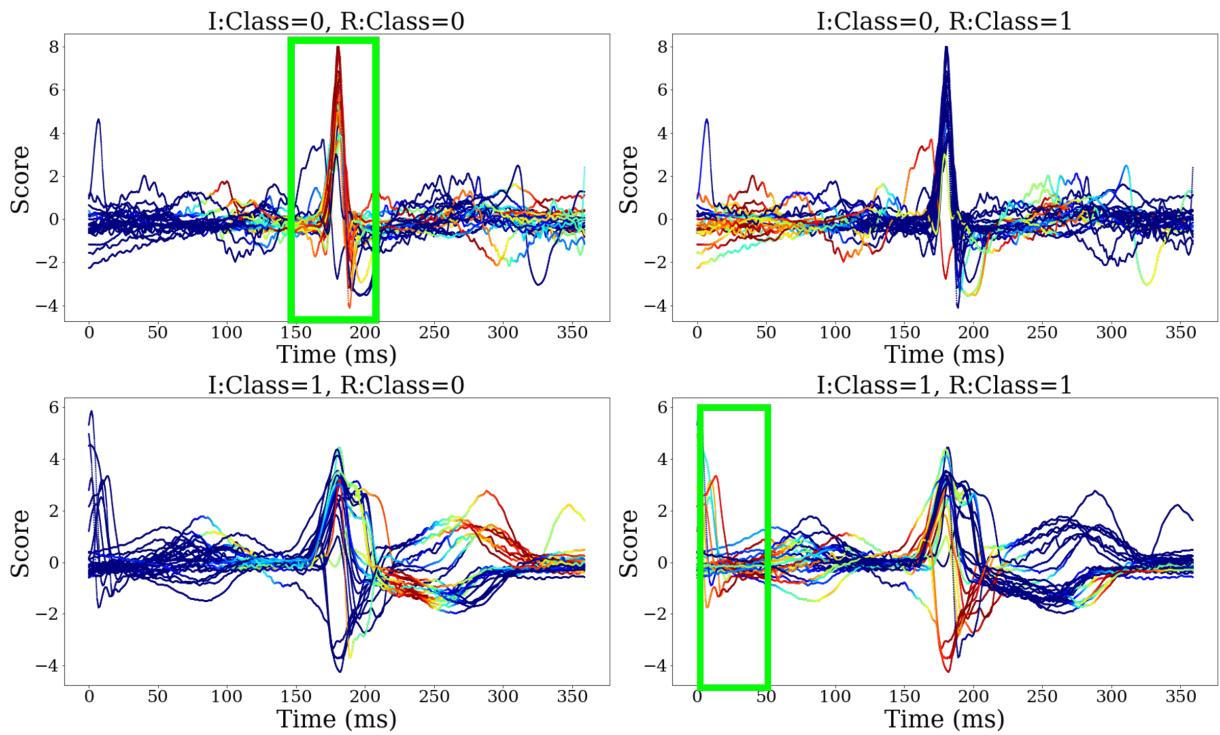 I:Class=0, R:Class=0
8
6
4
2
0
−2
−4
Score
0 50 100 150 200 250 300 350
Time (ms)
I:Class=0, R:Class=1
8
6
4
2
0
−2
−4
Score
0 50 100 150 200 250 300 350
Time (ms)
I:Class=1, R:Class=0
6
4
2
0
−2
−4
Score
0 50 100 150 200 250 300 350
Time (ms)
I:Class=1, R:Class=1
6
4
2
0
−2
−4
Score
0 50 100 150 200 250 300 350
Time (ms)